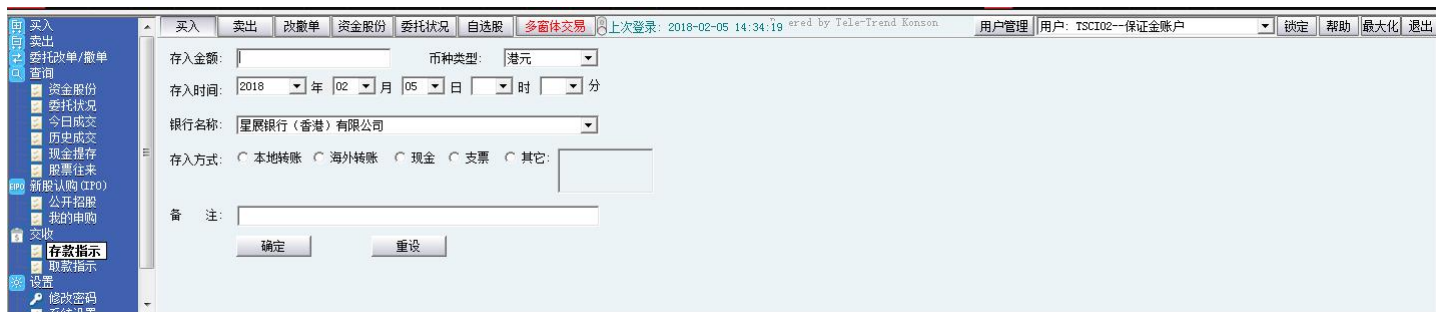 买入
卖出
委托改单/撤单
查询
资金股份
委托状况
今日成交
历史成交
现金提存
股票往来
EIPO 新股认购(IPO)
公开招股
我的申购
交收
存款指示
取款指示
设置
修改密码
系统设置
买入 卖出 改撤单 资金股份 委托状况 自选股 多窗体交易 上次登录: 2018-02-05 14:34:19 ered by Tele-Trend Konson 用户管理 用户: TSCI02--保证金账户 锁定 帮助 最大化 退出
存入金额: 币种类型: 港元
存入时间: 2018 年 02 月 05 日 时 分
银行名称: 星展银行（香港）有限公司
存入方式: 本地转账 海外转账 现金 支票 其它:
备 注:
确定 重设